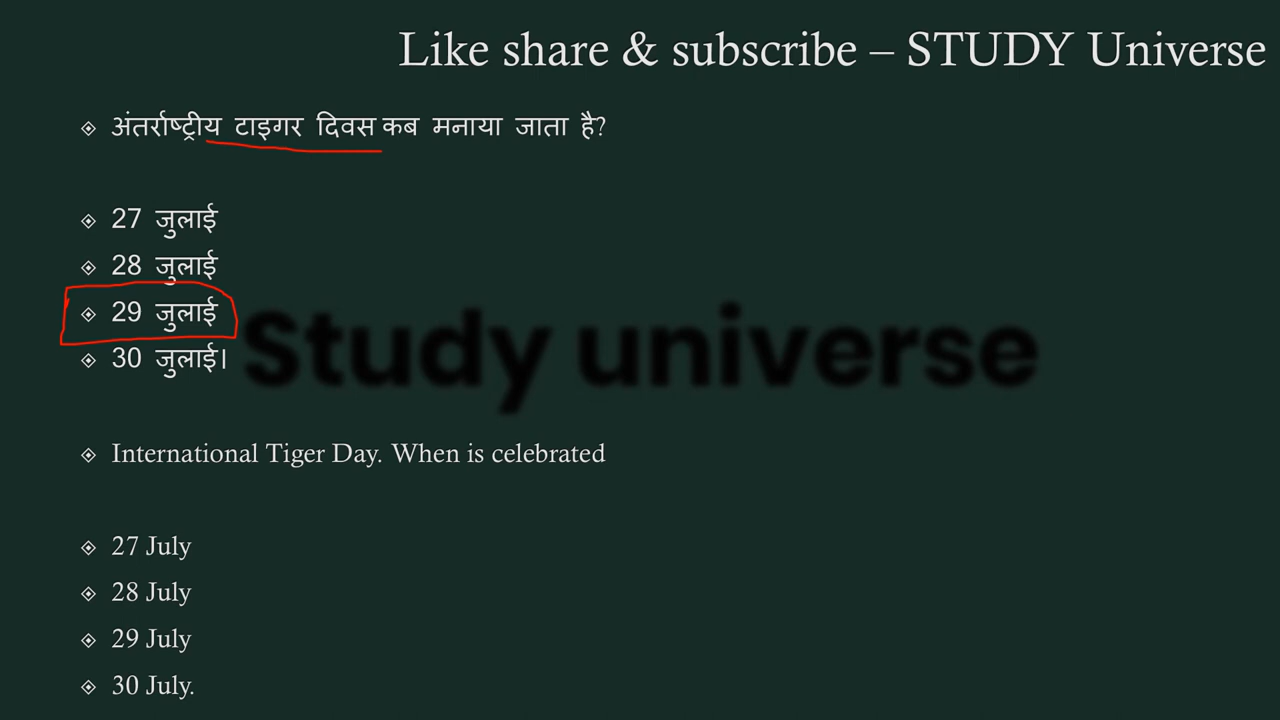 Like share & subscribe – STUDY Universe
अंतर्राष्ट्रीय टाइगर दिवस कब मनाया जाता है?
27 जुलाई
28 जुलाई
29 जुलाई
30 जुलाई।
Study universe
International Tiger Day. When is celebrated
27 July
28 July
29 July
30 July.